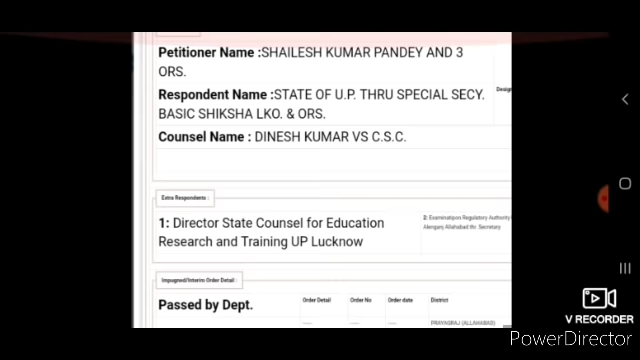 Petitioner Name :SHAILESH KUMAR PANDEY AND 3
ORS.
Respondent Name :STATE OF U.P. THRU SPECIAL SECY.
BASIC SHIKSHA LKO. & ORS.
Counsel Name : DINESH KUMAR VS C.S.C.
Extra Respondents :
1: Director State Counsel for Education
Research and Training UP Lucknow
2: Examinatipon Regulatory Authority
Alenganj Allahabad thr. Secretary
Impugned/Interim Order Detail :
Passed by Dept.
Order Detail
Order No
Order date
District
PRAYAGRAJ (ALLAHABAD)
V RECORDER
PowerDirector